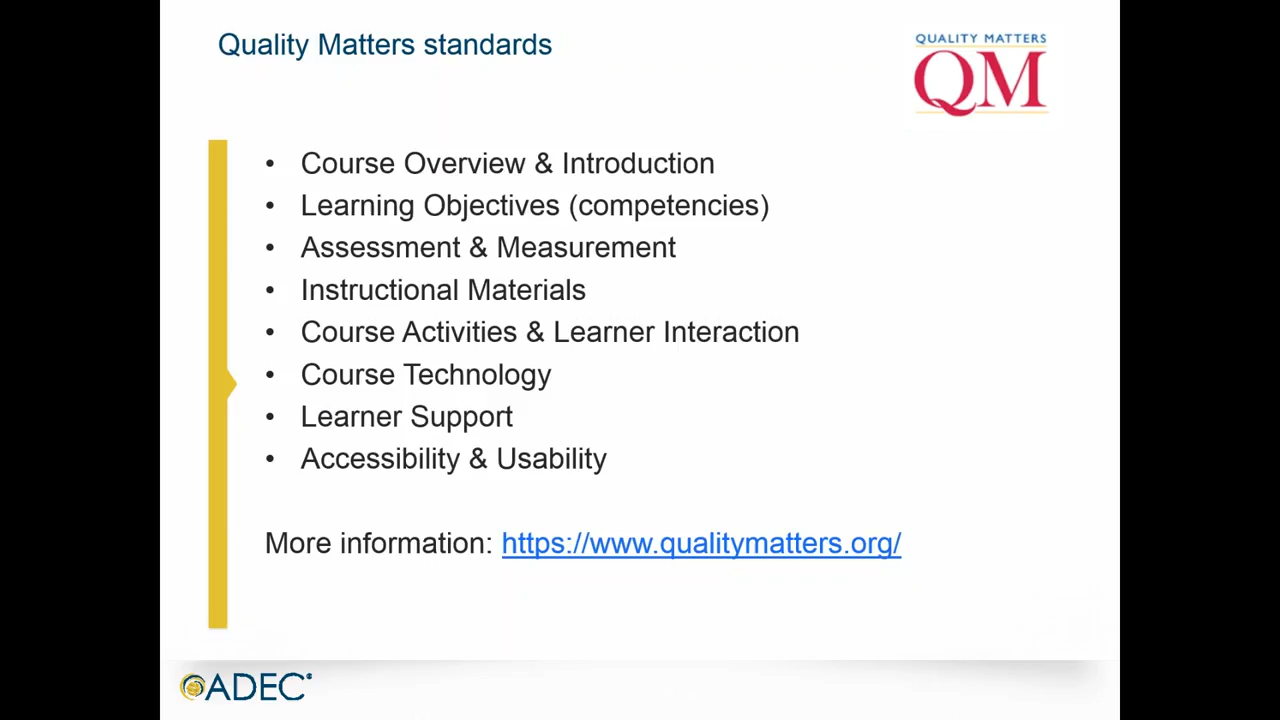 Quality Matters standards
QUALITY MATTERS
QM
• Course Overview & Introduction
• Learning Objectives (competencies)
• Assessment & Measurement
• Instructional Materials
• Course Activities & Learner Interaction
• Course Technology
• Learner Support
• Accessibility & Usability
More information: https://www.qualitymatters.org/
ADEC